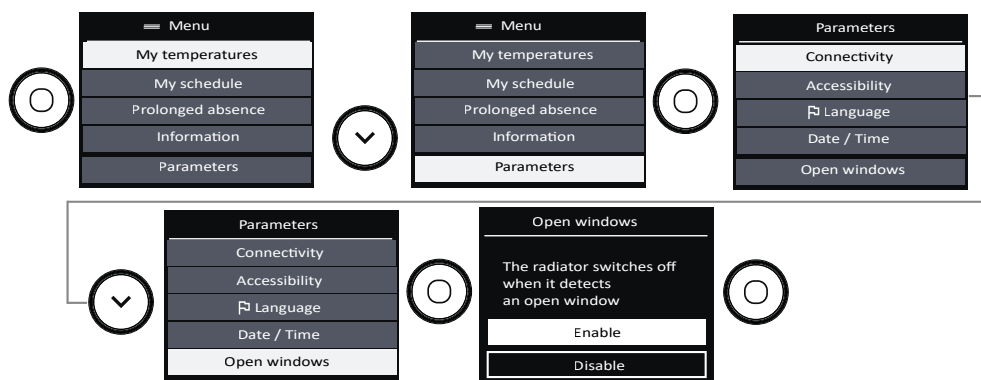 Menu
My temperatures
My schedule
Prolonged absence
Information
Parameters
Menu
My temperatures
My schedule
Prolonged absence
Information
Parameters
Parameters
Connectivity
Accessibility
Language
Date / Time
Open windows
Parameters
Connectivity
Accessibility
Language
Date / Time
Open windows
Open windows
The radiator switches off
when it detects
an open window
Enable
Disable